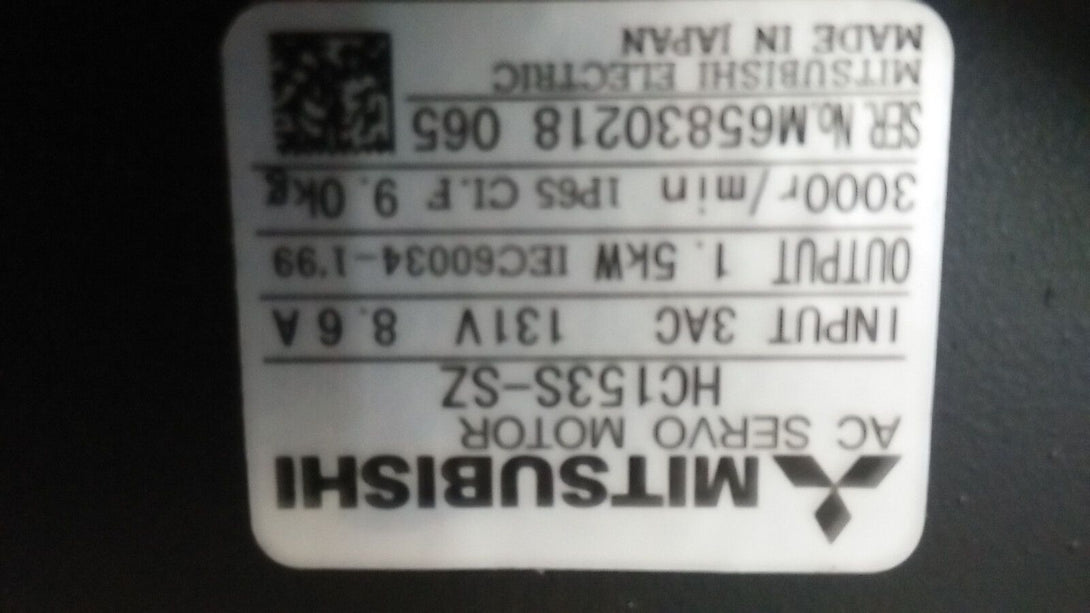 MITSUBISHI
AC SERVO MOTOR
HC153S-SZ
INPUT 3AC 131V 8.6A
OUTPUT 1.5kW IEC60034-1'99
3000r/min IP65 CI.F 9.0kg
SER No.M65830218 065
MITSUBISHI ELECTRIC
MADE IN JAPAN